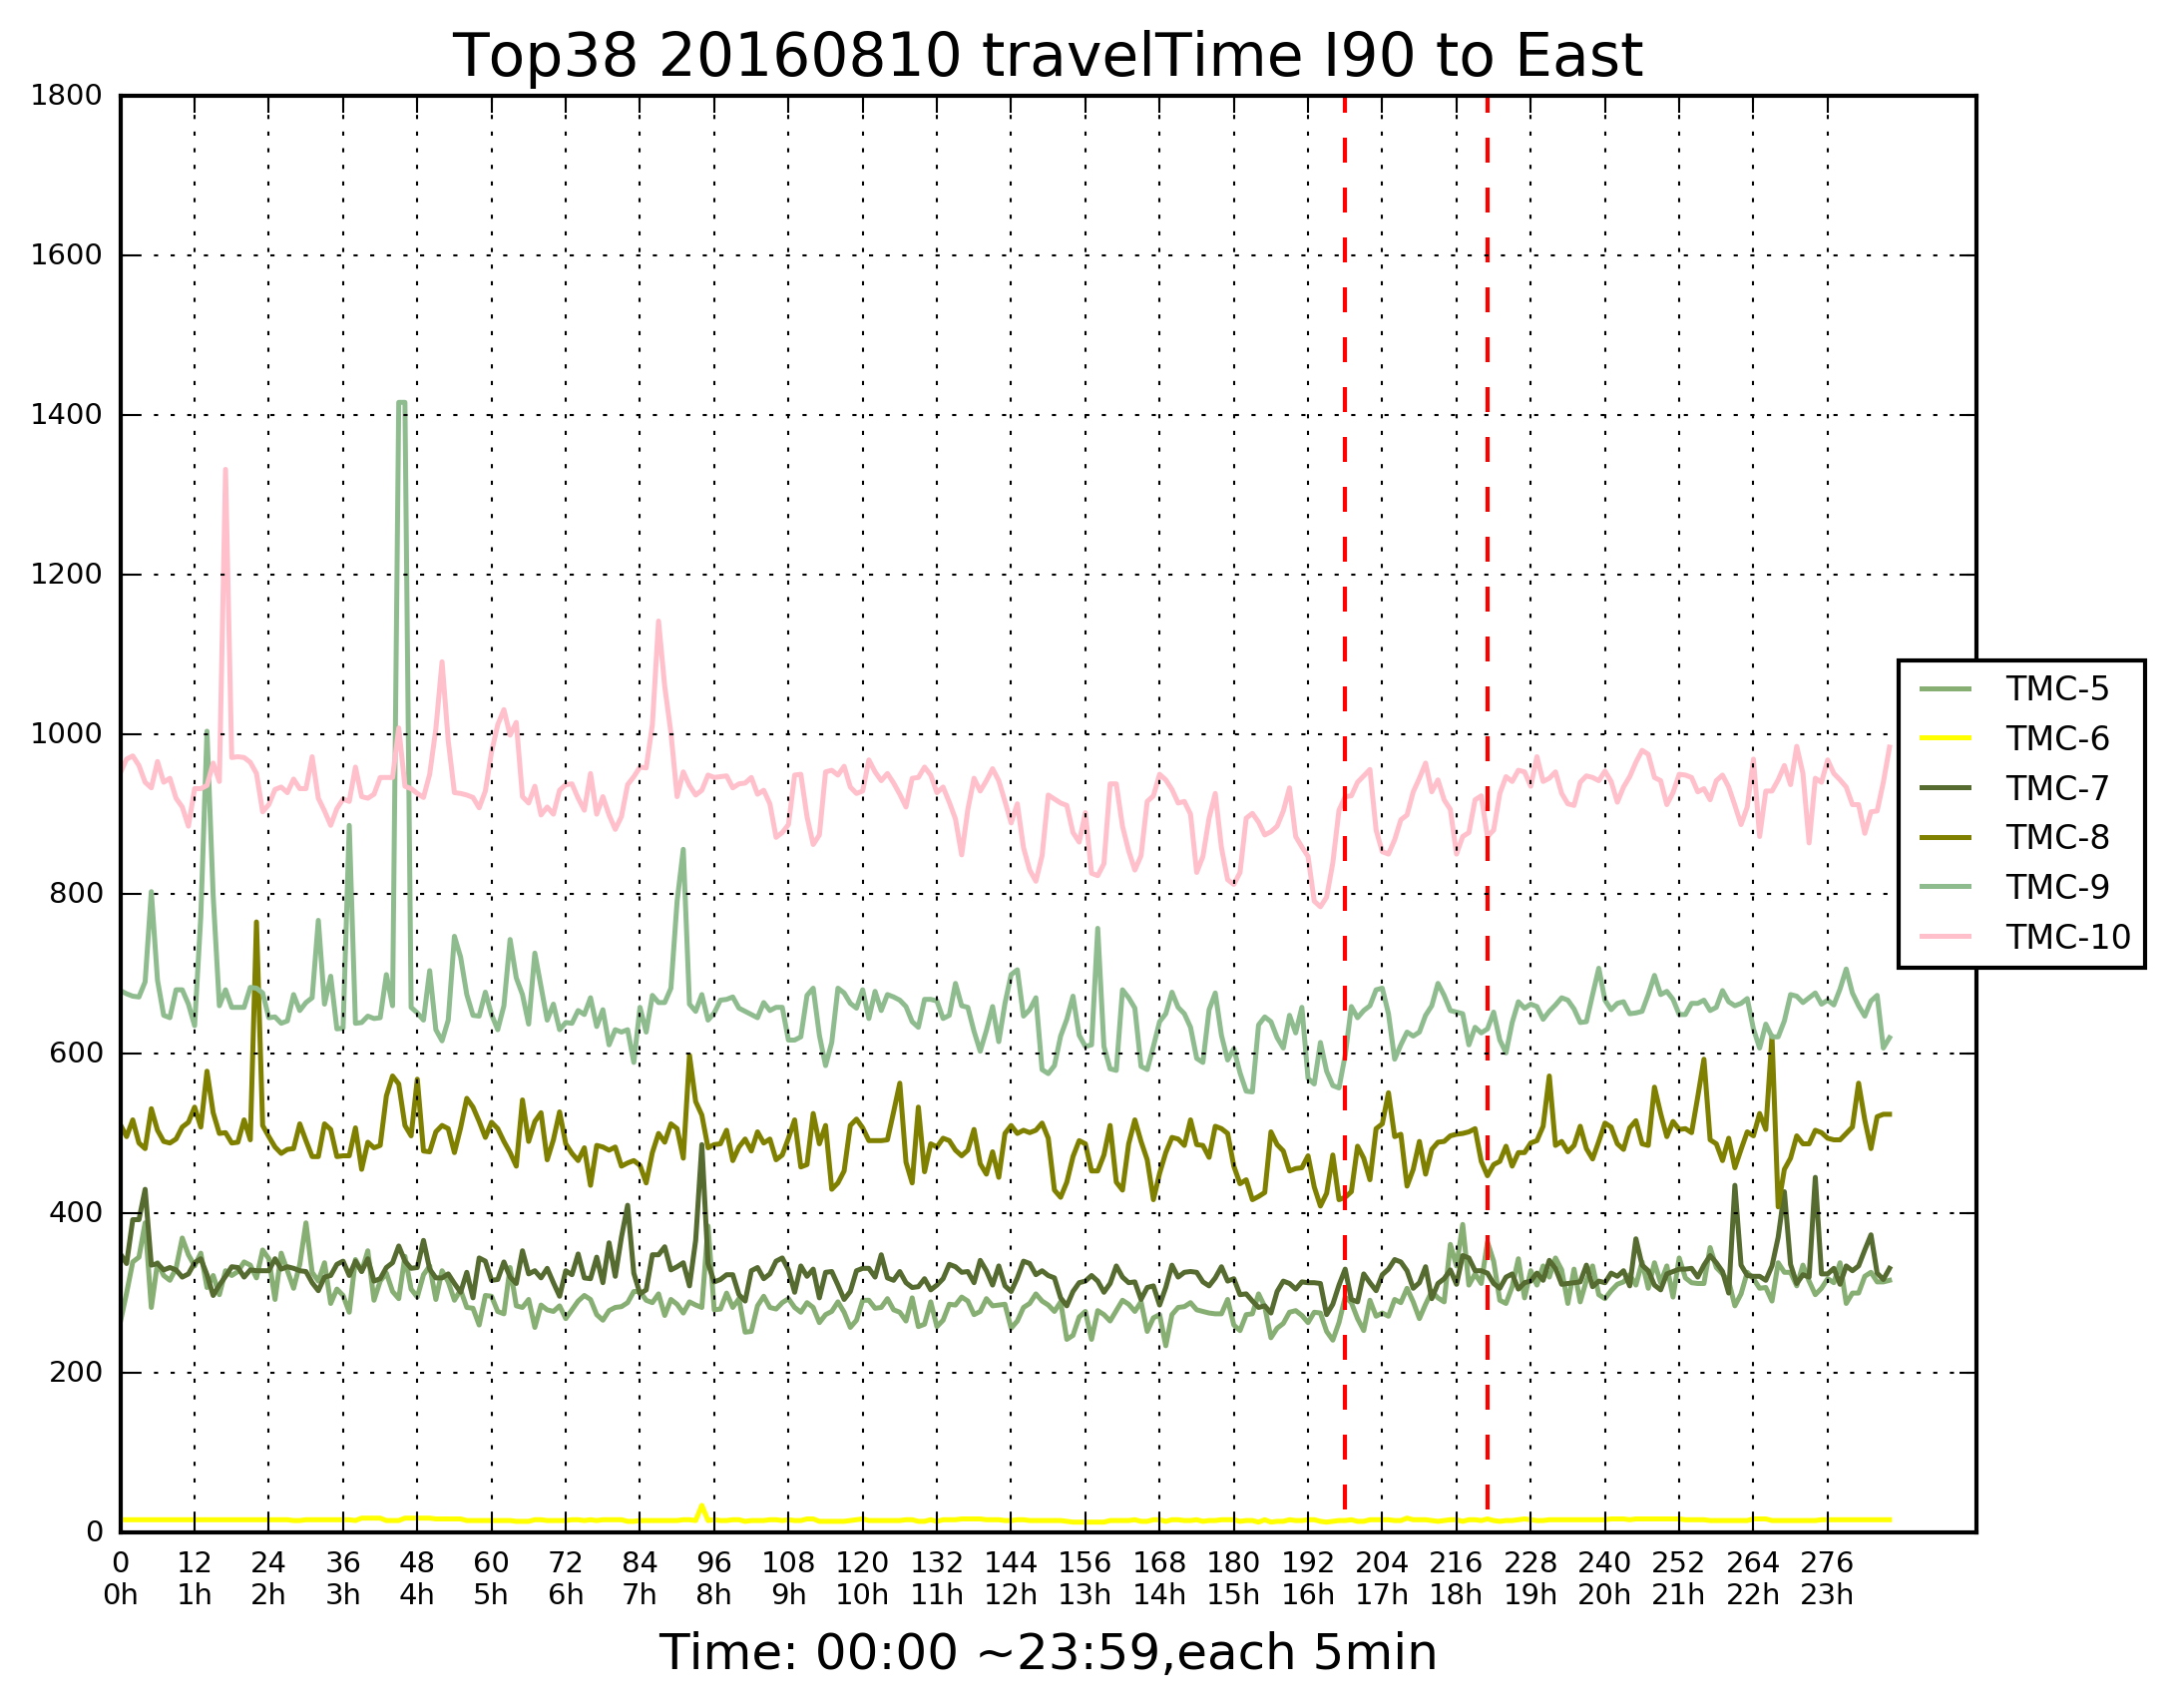 Top38 20160810 travelTime I90 to East
1800
1600
1400
1200
1000
800
600
400
200
0
TMC-5
TMC-6
TMC-7
TMC-8
TMC-9
TMC-10
0 12 24 36 48 60 72 84 96 108 120 132 144 156 168 180 192 204 216 228 240 252 264 276
0h 1h 2h 3h 4h 5h 6h 7h 8h 9h 10h 11h 12h 13h 14h 15h 16h 17h 18h 19h 20h 21h 22h 23h
Time: 00:00 ~23:59,each 5min